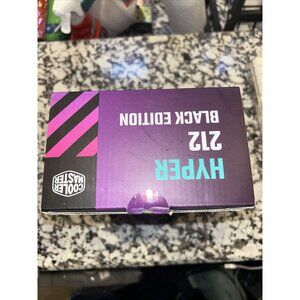 HYPER
212
BLACK EDITION
COOLER
MASTER